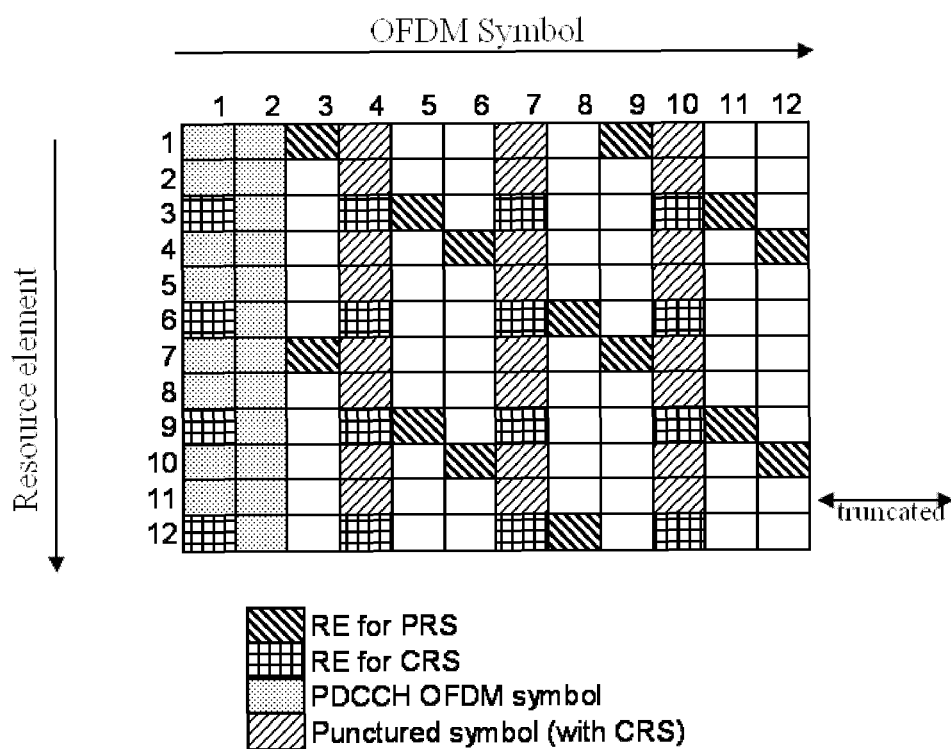 OFDM Symbol
1 2 3 4 5 6 7 8 9 10 11 12
Resource element
1
2
3
4
5
6
7
8
9
10
11
12
truncated
RE for PRS
RE for CRS
PDCCH OFDM symbol
Punctured symbol (with CRS)